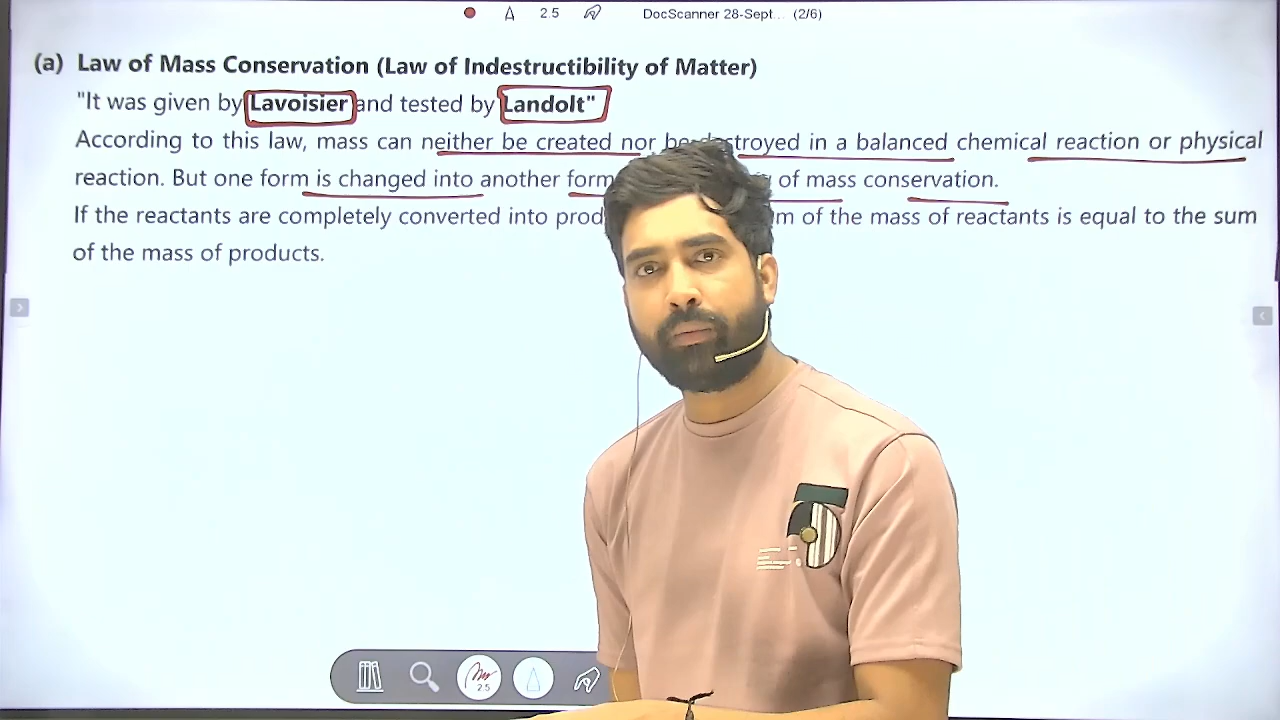 2.5 DocScanner 28-Sept... (2/6)
(a) Law of Mass Conservation (Law of Indestructibility of Matter)
"It was given by Lavoisier and tested by Landolt"
According to this law, mass can neither be created nor be destroyed in a balanced chemical reaction or physical
reaction. But one form is changed into another form of mass conservation.
If the reactants are completely converted into of the mass of reactants is equal to the sum
of the mass of products.
2.5